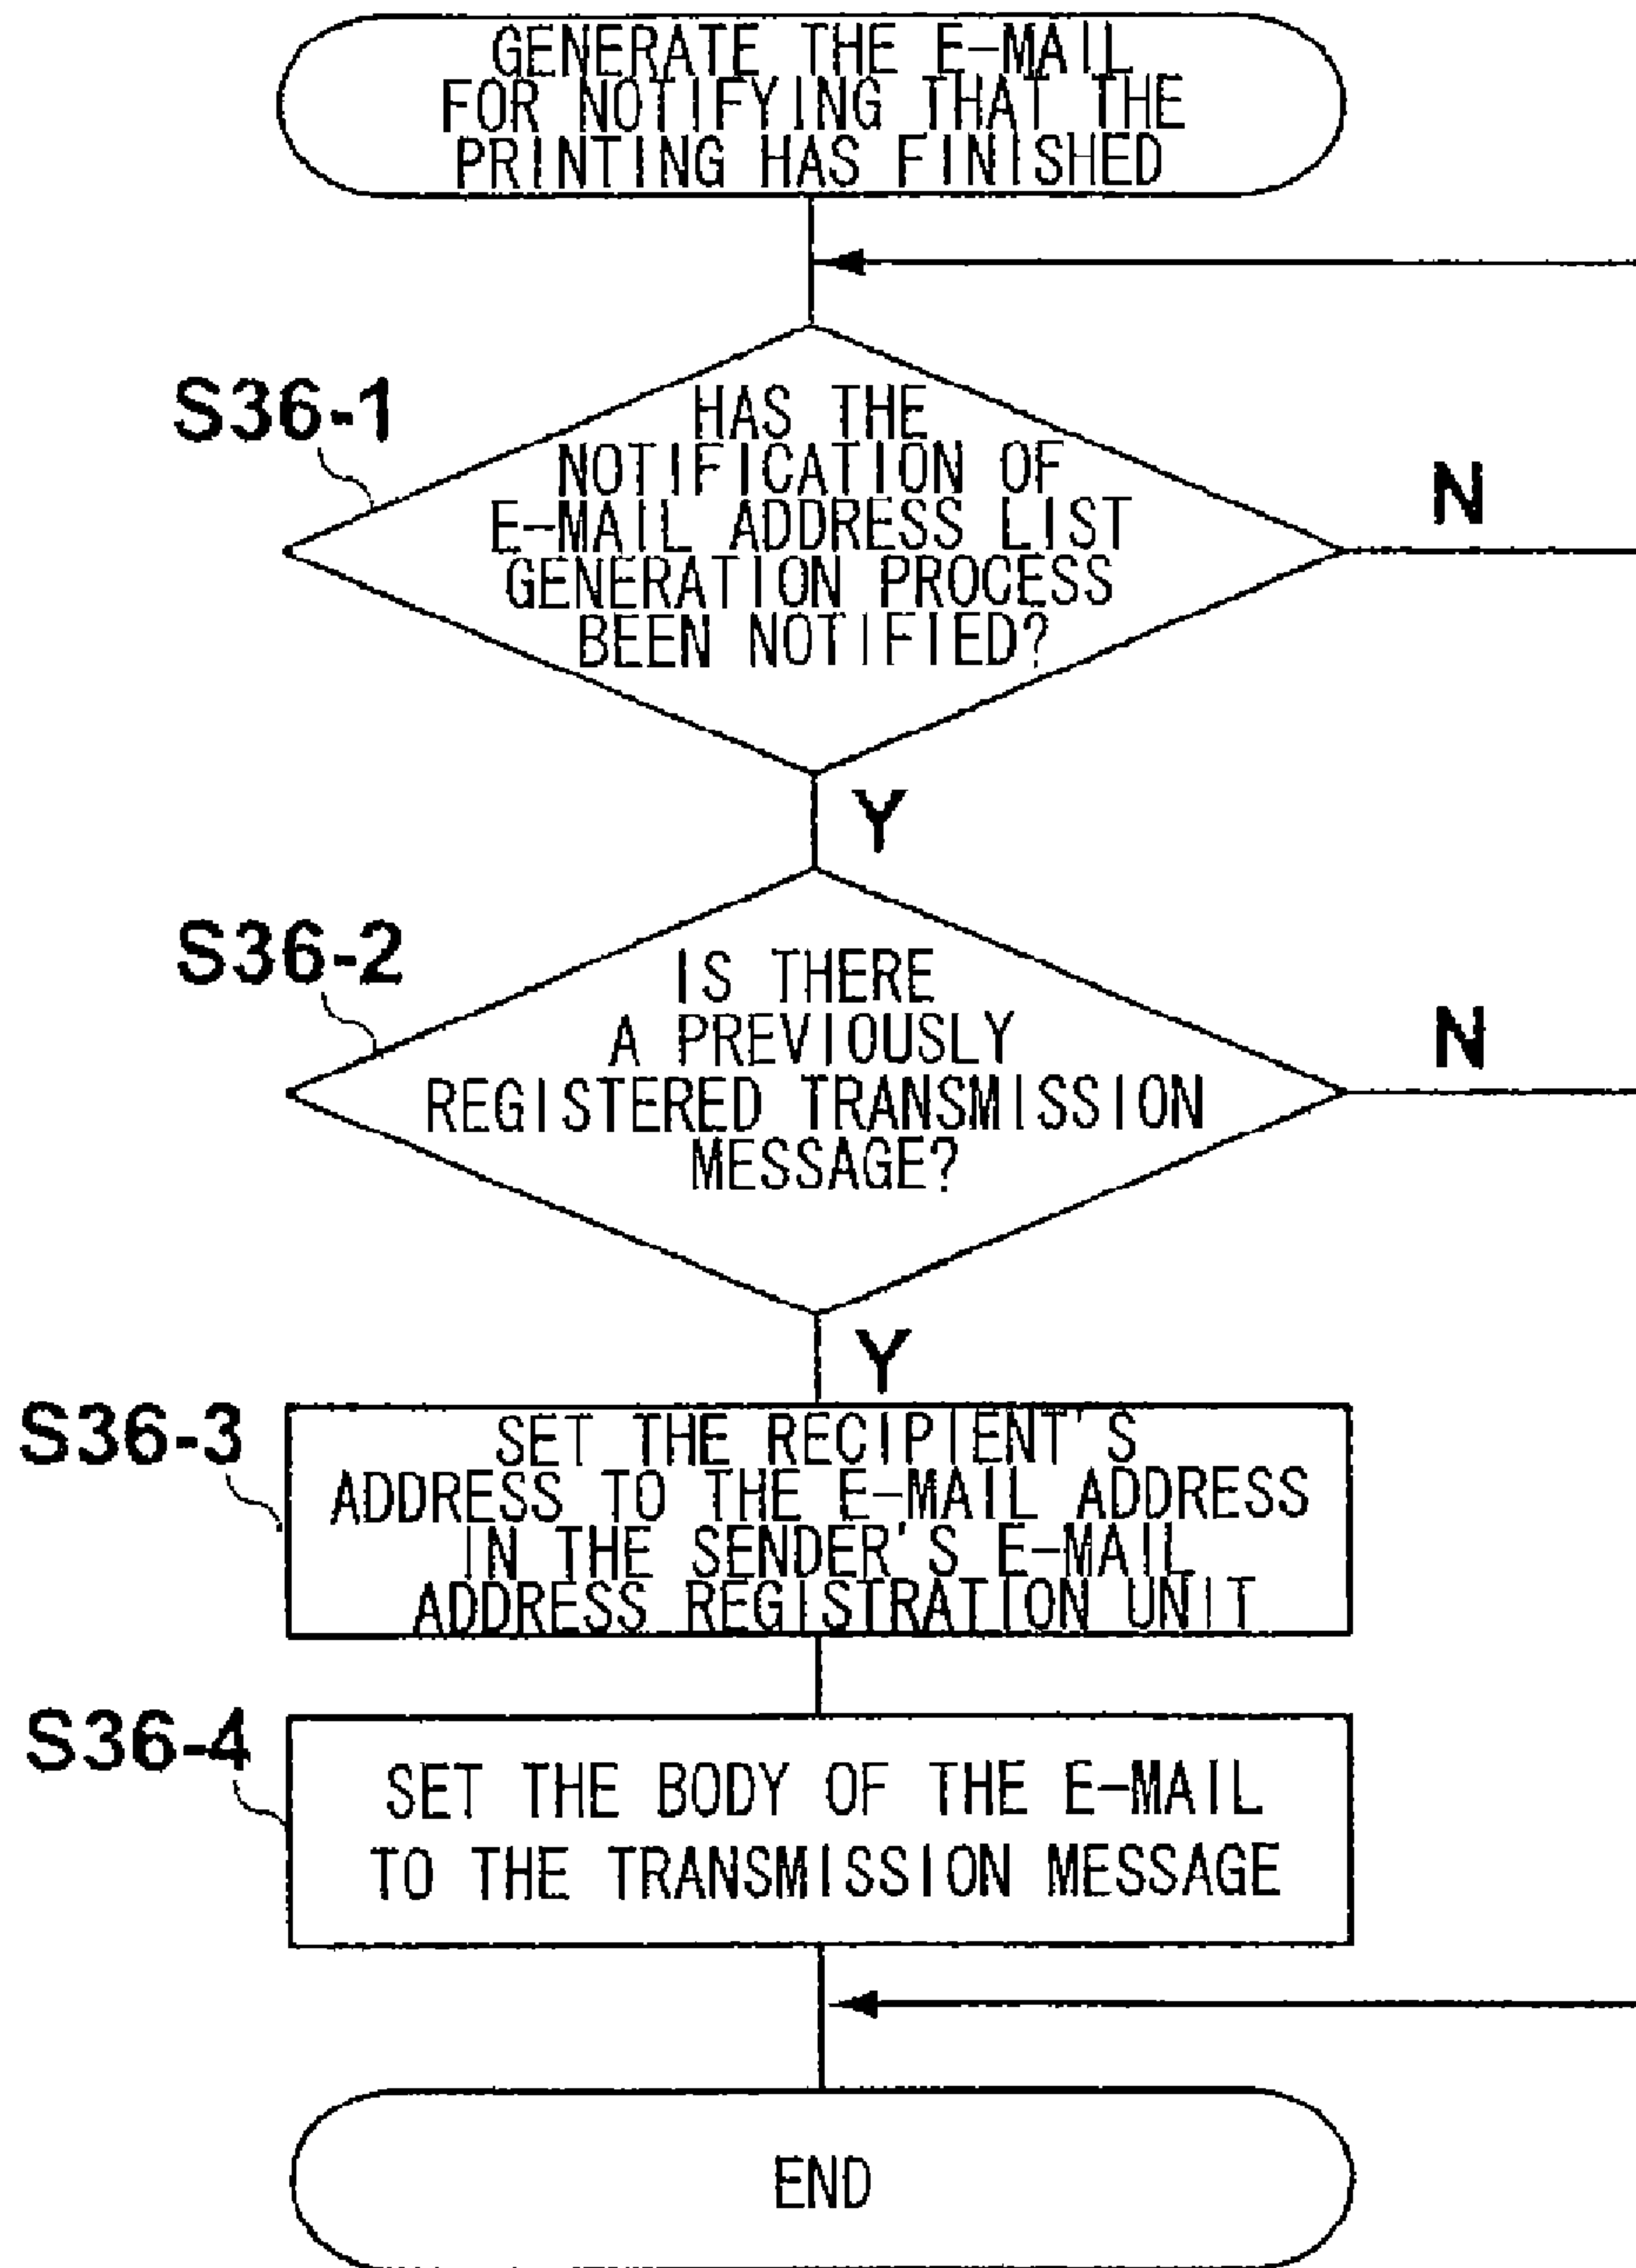 GENERATE THE E-MAIL
FOR NOTIFYING THAT THE
PRINTING HAS FINISHED
S36-1
HAS THE
NOTIFICATION OF
E-MAIL ADDRESS LIST
GENERATION PROCESS
BEEN NOTIFIED?
N
Y
S36-2
IS THERE
A PREVIOUSLY
REGISTERED TRANSMISSION
MESSAGE?
N
Y
S36-3
SET THE RECIPIENT'S
ADDRESS TO THE E-MAIL ADDRESS
IN THE SENDER'S E-MAIL
ADDRESS REGISTRATION UNIT
S36-4
SET THE BODY OF THE E-MAIL
TO THE TRANSMISSION MESSAGE
END